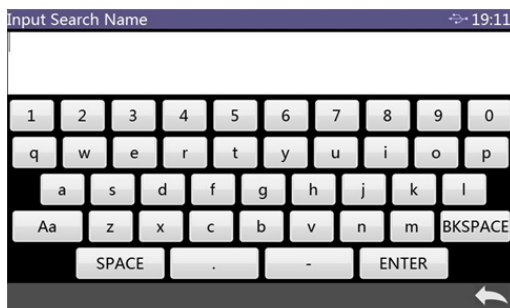 Input Search Name 19:11
1 2 3 4 5 6 7 8 9 0
q w e r t y u i o p
a s d f g h j k l
Aa z x c b v n m BKSPACE
SPACE . - ENTER